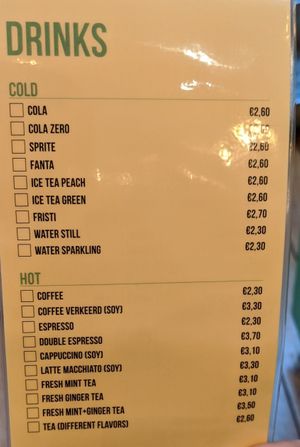 DRINKS
COLD
COLA €2,60
COLA ZERO
SPRITE €2,60
FANTA €2,60
ICE TEA PEACH €2,60
ICE TEA GREEN €2,60
FRISTI €2,70
WATER STILL €2,30
WATER SPARKLING €2,30
HOT
COFFEE €2,30
COFFEE VERKEERD (SOY) €3,30
ESPRESSO €2,30
DOUBLE ESPRESSO €3,70
CAPPUCCINO (SOY) €3,10
LATTE MACCHIATO (SOY) €3,30
FRESH MINT TEA €3,10
FRESH GINGER TEA €3,10
FRESH MINT+GINGER TEA €3,50
TEA (DIFFERENT FLAVORS) €2,60